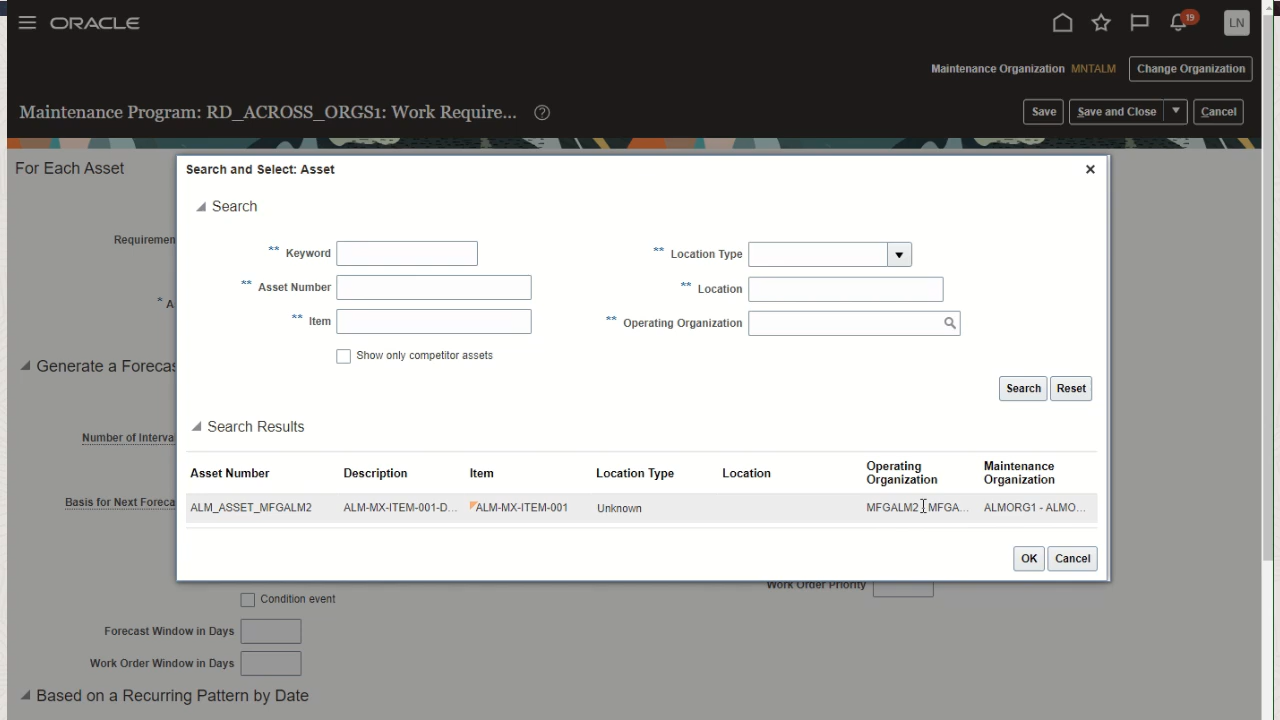 ORACLE
19
LN
Maintenance Organization MNTALM Change Organization
Maintenance Program: RD_ACROSS_ORGS1: Work Require... ?
Save Save and Close Cancel
For Each Asset
Search and Select: Asset
Search
Requiremen
** Keyword
** Location Type
** Asset Number
** Location
* A
** Item
** Operating Organization
Show only competitor assets
Generate a Forecas
Search Reset
Search Results
Number of Interva
Asset Number Description Item Location Type Location Operating Organization Maintenance Organization
Basis for Next Foreca
ALM_ASSET_MFGALM2 ALM-MX-ITEM-001-D... ALM-MX-ITEM-001 Unknown MFGALM2 MFGA... ALMORG1 - ALMO...
OK Cancel
Work Order Priority
Condition event
Forecast Window in Days
Work Order Window in Days
Based on a Recurring Pattern by Date